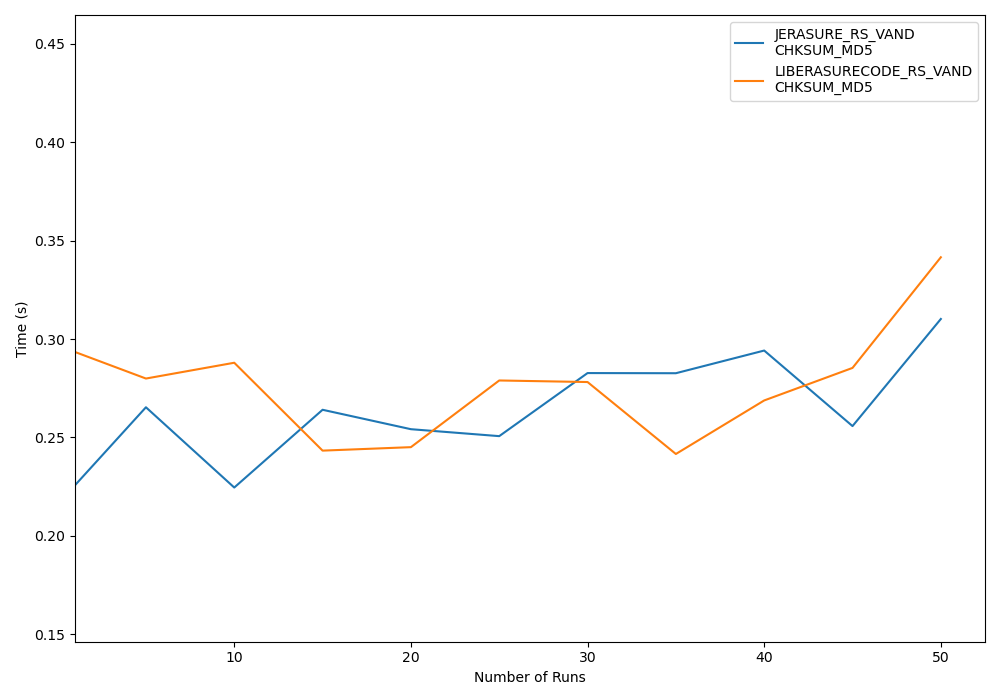 JERASURE_RS_VAND
CHKSUM_MD5
LIBERASURECODE_RS_VAND
CHKSUM_MD5
0.45
0.40
0.35
0.30
0.25
0.20
0.15
Time (s)
10 20 30 40 50
Number of Runs